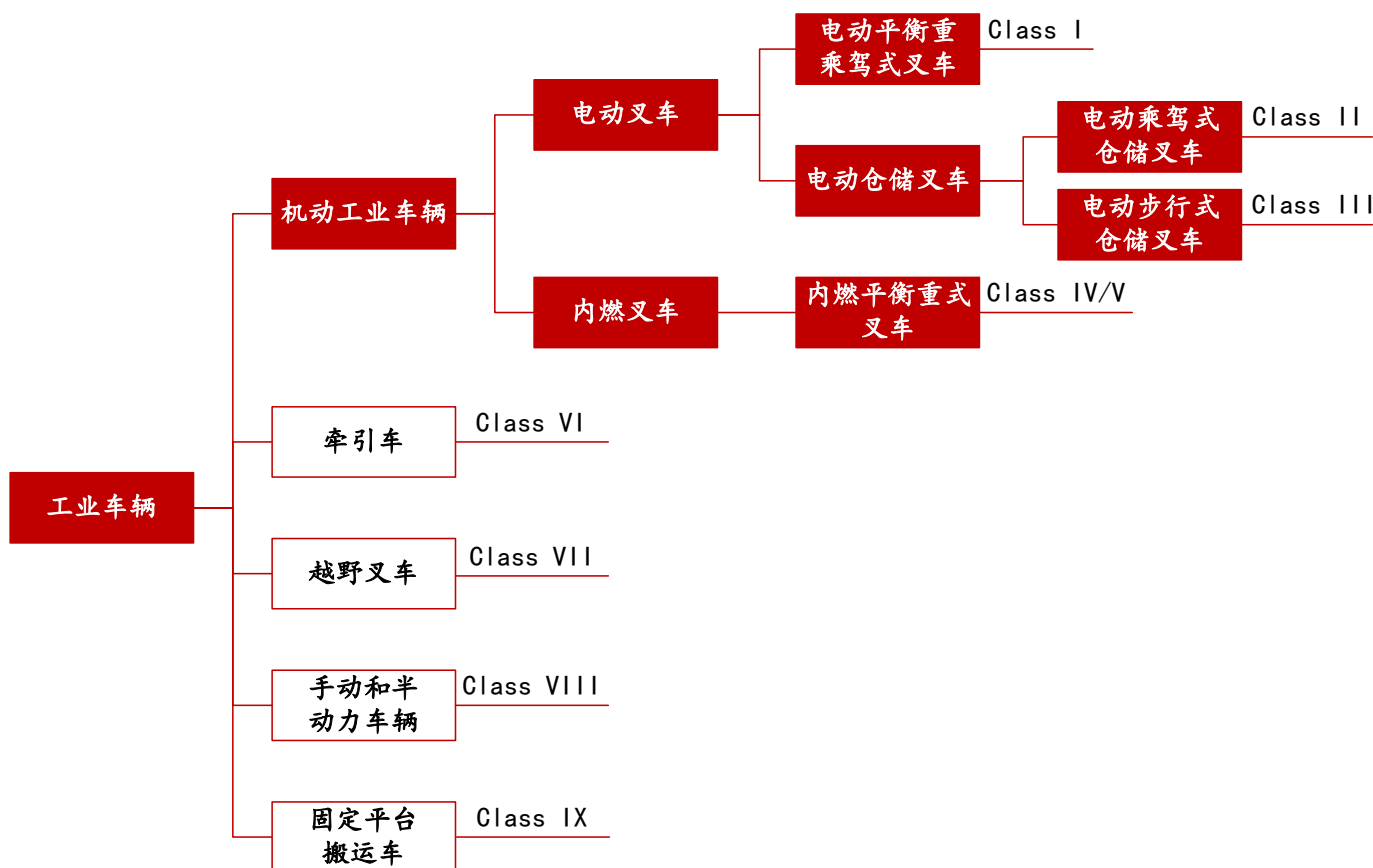 电动平衡重
乘驾式叉车
Class I
电动叉车
电动乘驾式
仓储叉车
Class II
电动仓储叉车
机动工业车辆
电动步行式
仓储叉车
Class III
内燃叉车
内燃平衡重式
叉车
Class IV/V
牵引车
Class VI
工业车辆
越野叉车
Class VII
手动和半
动力车辆
Class VIII
固定平台
搬运车
Class IX